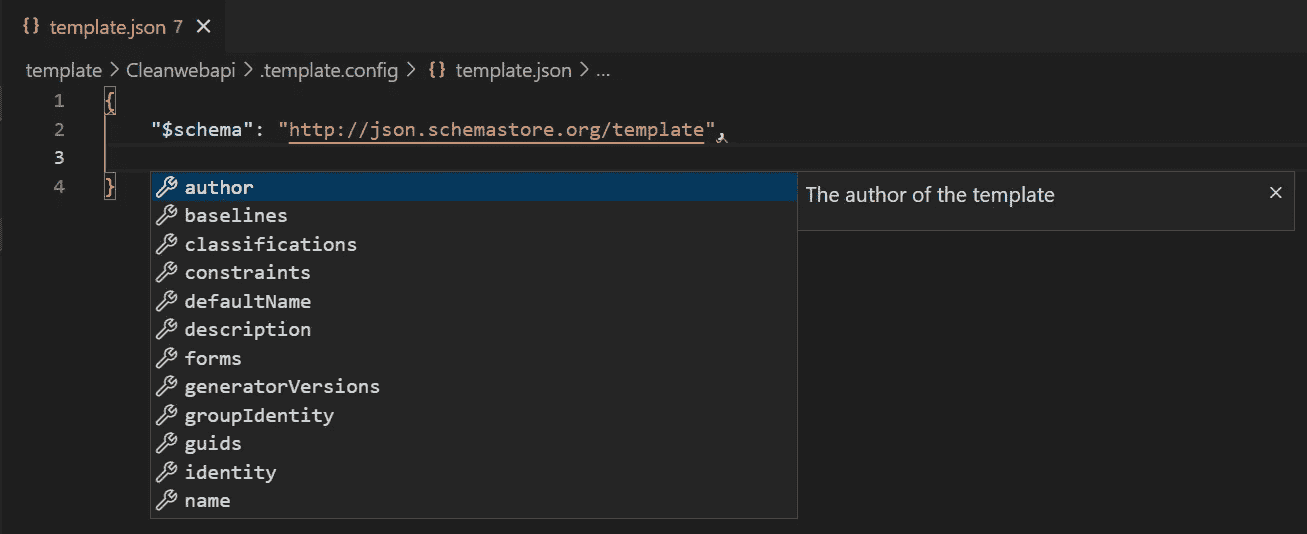 {} template.json 7 ×
template > Cleanwebapi > .template.config > {} template.json > ...
1 {
2 "$schema": "http://json.schemastore.org/template",
3
4 }
author
The author of the template ×
baselines
classifications
constraints
defaultName
description
forms
generatorVersions
groupIdentity
guids
identity
name